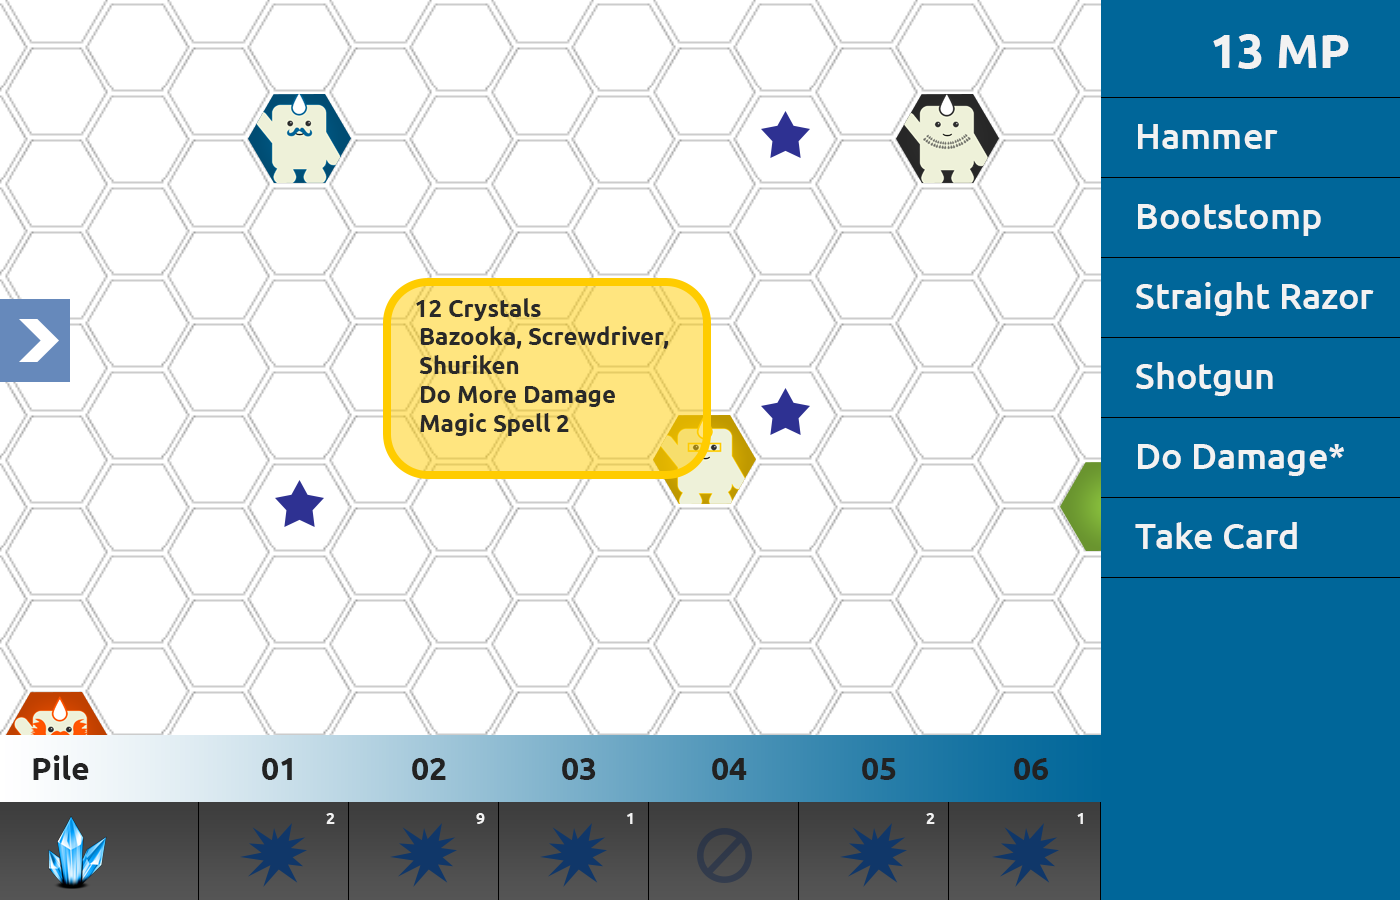 13 MP
Hammer
Bootstomp
Straight Razor
Shotgun
Do Damage*
Take Card
12 Crystals
Bazooka, Screwdriver,
Shuriken
Do More Damage
Magic Spell 2
Pile 01 02 03 04 05 06
2 9 1 2 1